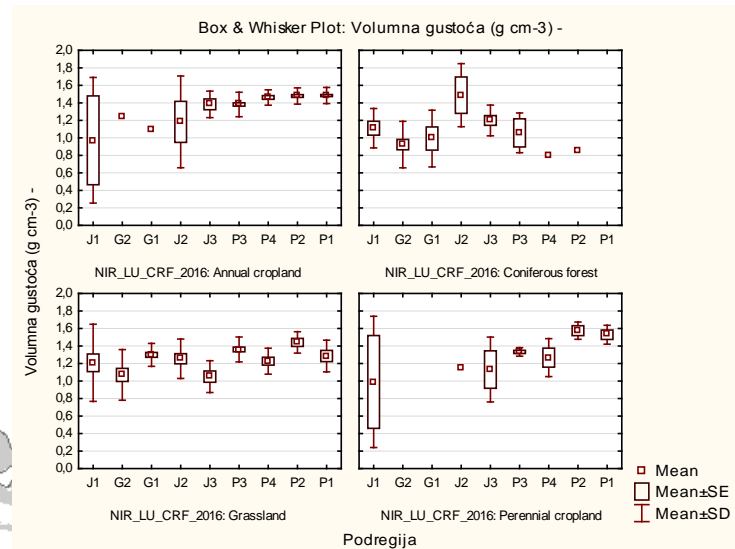 Box & Whisker Plot: Volumna gustoća (g cm-3) -
Volumna gustoća (g cm-3) -
2,0
1,8
1,6
1,4
1,2
1,0
0,8
0,6
0,4
0,2
0,0
J1 G2 G1 J2 J3 P3 P4 P2 P1
NIR_LU_CRF_2016: Annual cropland
J1 G2 G1 J2 J3 P3 P4 P2 P1
NIR_LU_CRF_2016: Coniferous forest
2,0
1,8
1,6
1,4
1,2
1,0
0,8
0,6
0,4
0,2
0,0
J1 G2 G1 J2 J3 P3 P4 P2 P1
NIR_LU_CRF_2016: Grassland
J1 G2 G1 J2 J3 P3 P4 P2 P1
NIR_LU_CRF_2016: Perennial cropland
Podregija
Mean
Mean±SE
Mean±SD